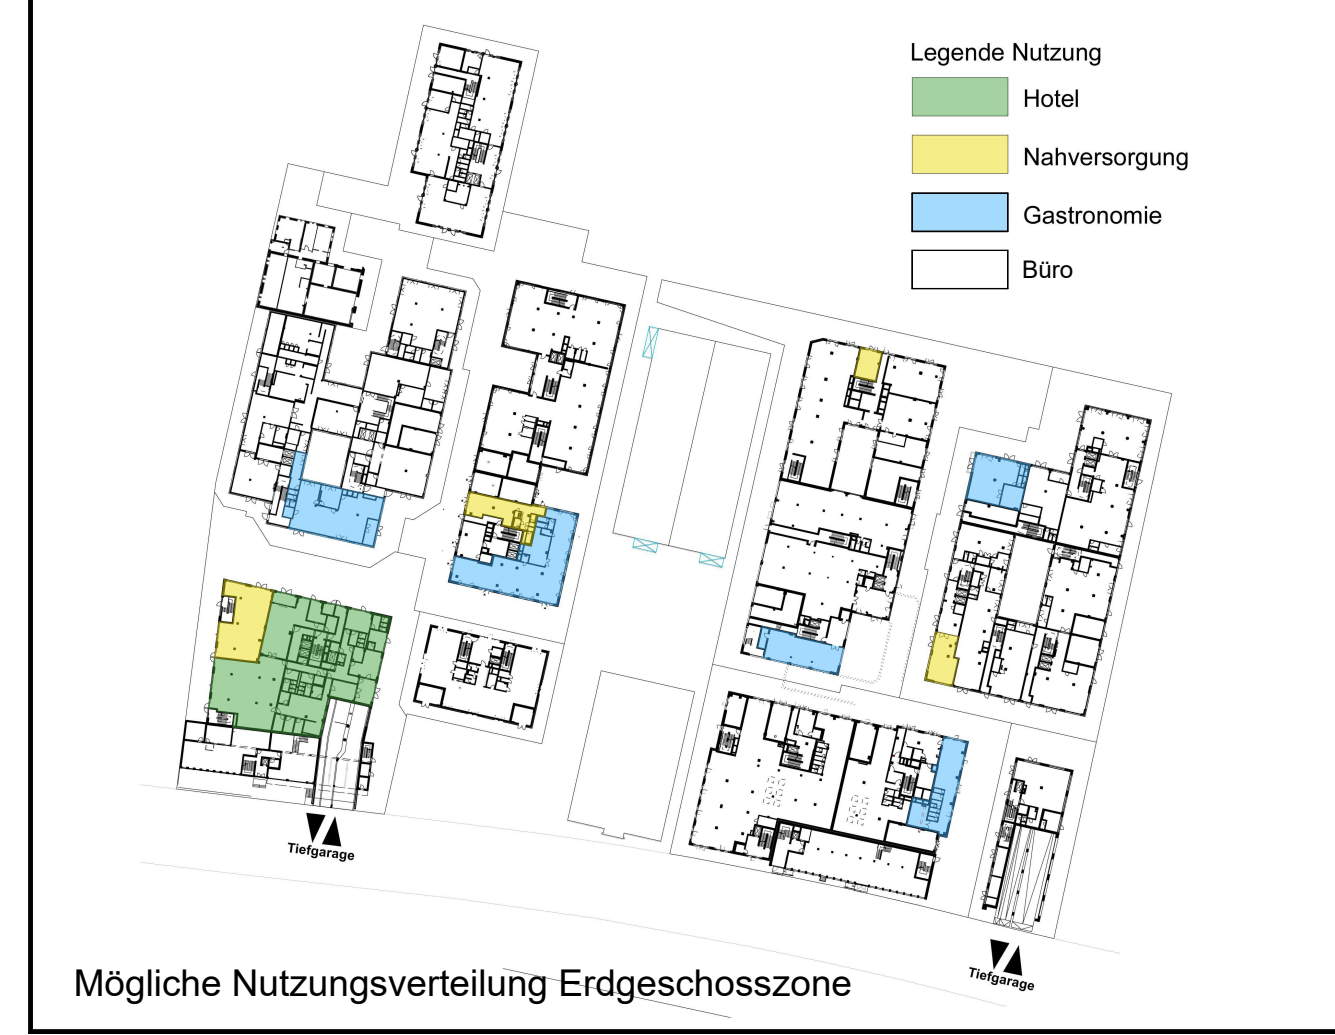 Legende Nutzung
Hotel
Nahversorgung
Gastronomie
Büro
Tiefgarage
Tiefgarage
Mögliche Nutzungsverteilung Erdgeschosszone